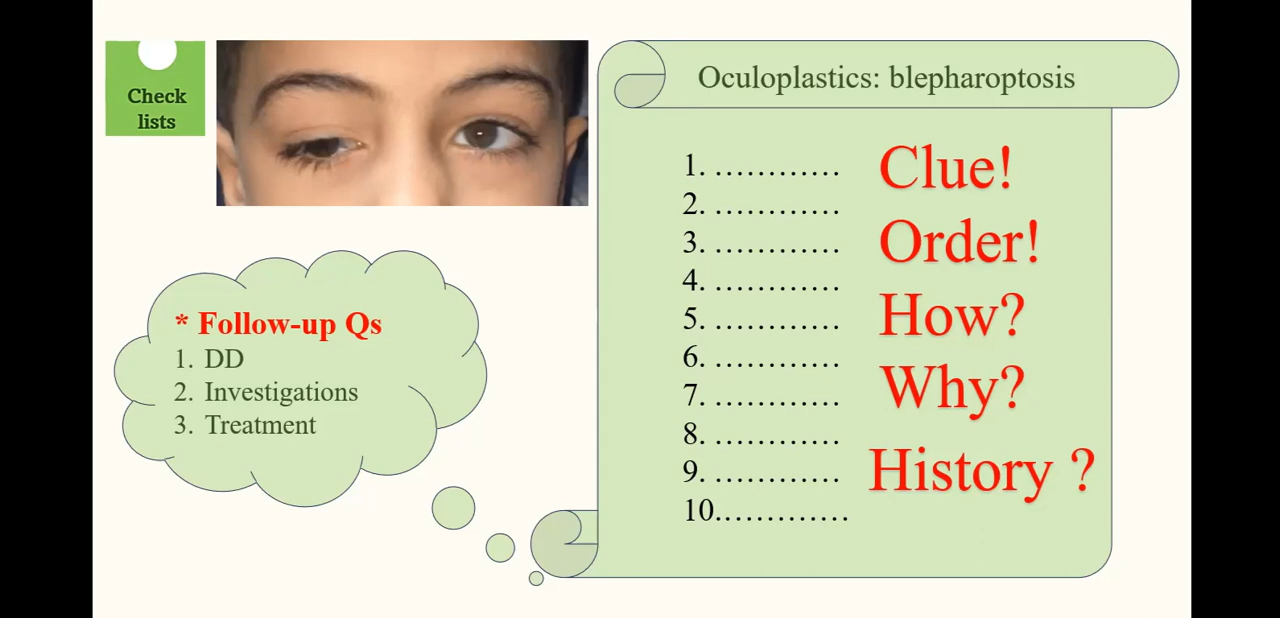 Check
lists
Oculoplastics: blepharoptosis
1. …………
2. …………
3. …………
4. …………
5. …………
6. …………
7. …………
8. …………
9. …………
10.…………
Clue!
Order!
How?
Why?
History ?
* Follow-up Qs
1. DD
2. Investigations
3. Treatment